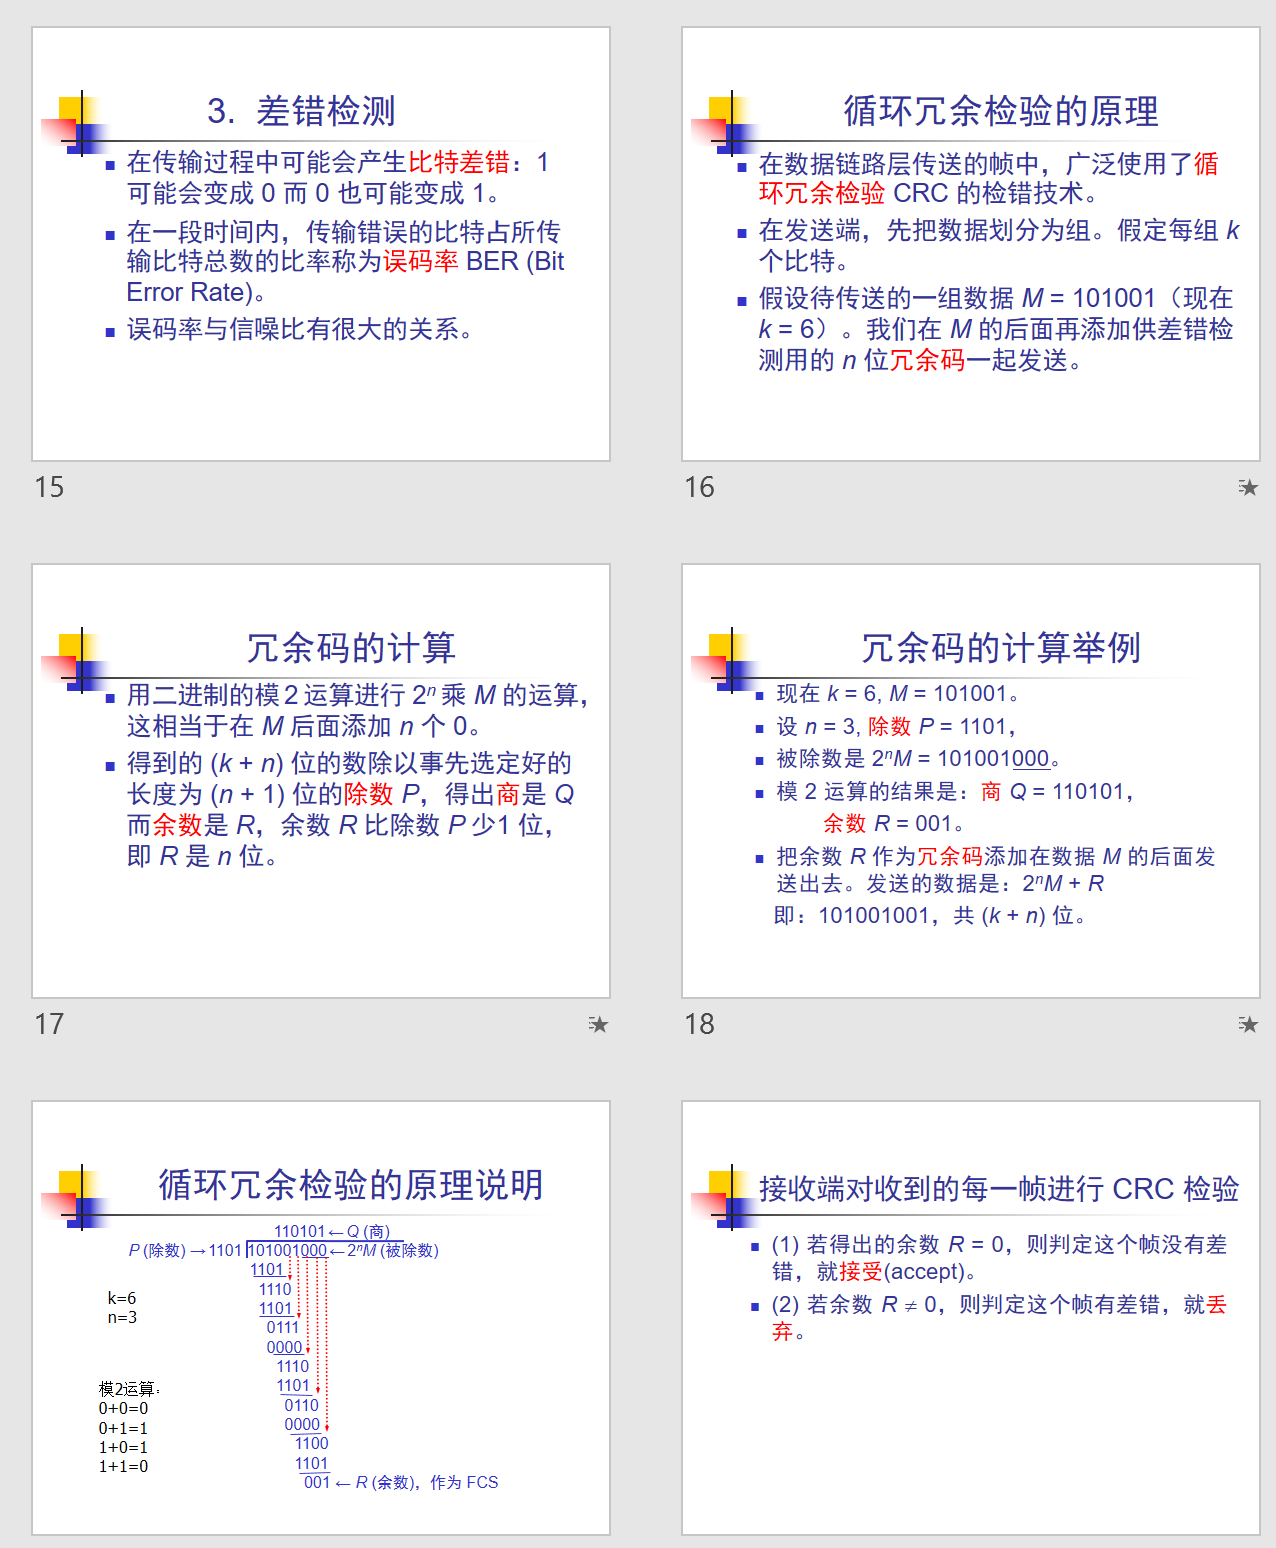 3. 差错检测
■ 在传输过程中可能会产生比特差错：1
可能会变成 0 而 0 也可能变成 1。
■ 在一段时间内，传输错误的比特占所传
输比特总数的比率称为误码率 BER (Bit
Error Rate)。
■ 误码率与信噪比有很大的关系。
15
循环冗余检验的原理
■ 在数据链路层传送的帧中，广泛使用了循
环冗余检验 CRC 的检错技术。
■ 在发送端，先把数据划分为组。假定每组 k
个比特。
■ 假设待传送的一组数据 M = 101001（现在
k = 6）。我们在 M 的后面再添加供差错检
测用的 n 位冗余码一起发送。
16
冗余码的计算
■ 用二进制的模 2 运算进行 2ⁿ 乘 M 的运算，
这相当于在 M 后面添加 n 个 0。
■ 得到的 (k + n) 位的数除以事先选定好的
长度为 (n + 1) 位的除数 P，得出商是 Q
而余数是 R，余数 R 比除数 P 少1 位，
即 R 是 n 位。
17
冗余码的计算举例
■ 现在 k = 6, M = 101001。
■ 设 n = 3, 除数 P = 1101，
■ 被除数是 2ⁿM = 101001000。
■ 模 2 运算的结果是：商 Q = 110101，
余数 R = 001。
■ 把余数 R 作为冗余码添加在数据 M 的后面发
送出去。发送的数据是：2ⁿM + R
即：101001001，共 (k + n) 位。
18
循环冗余检验的原理说明
110101 ← Q (商)
P (除数) → 1101 101001000 ← 2ⁿM (被除数)
1101
1110
1101
0111
0000
1110
1101
0110
0000
1100
1101
001 ← R (余数)，作为 FCS
k=6
n=3
模2运算：
0+0=0
0+1=1
1+0=1
1+1=0
接收端对收到的每一帧进行 CRC 检验
■ (1) 若得出的余数 R = 0，则判定这个帧没有差
错，就接受(accept)。
■ (2) 若余数 R ≠ 0，则判定这个帧有差错，就丢
弃。